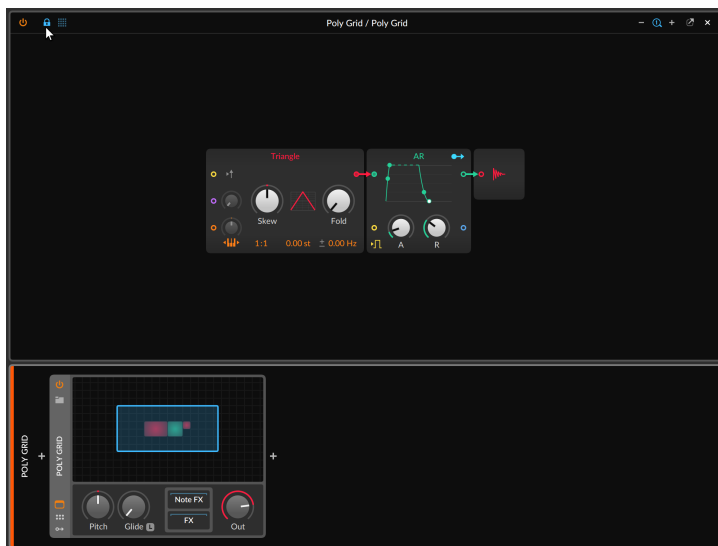 Poly Grid / Poly Grid
Triangle
AR
Skew
Fold
1:1
0.00 st
± 0.00 Hz
A
R
POLY GRID
POLY GRID
Note FX
FX
Pitch
Glide L
Out